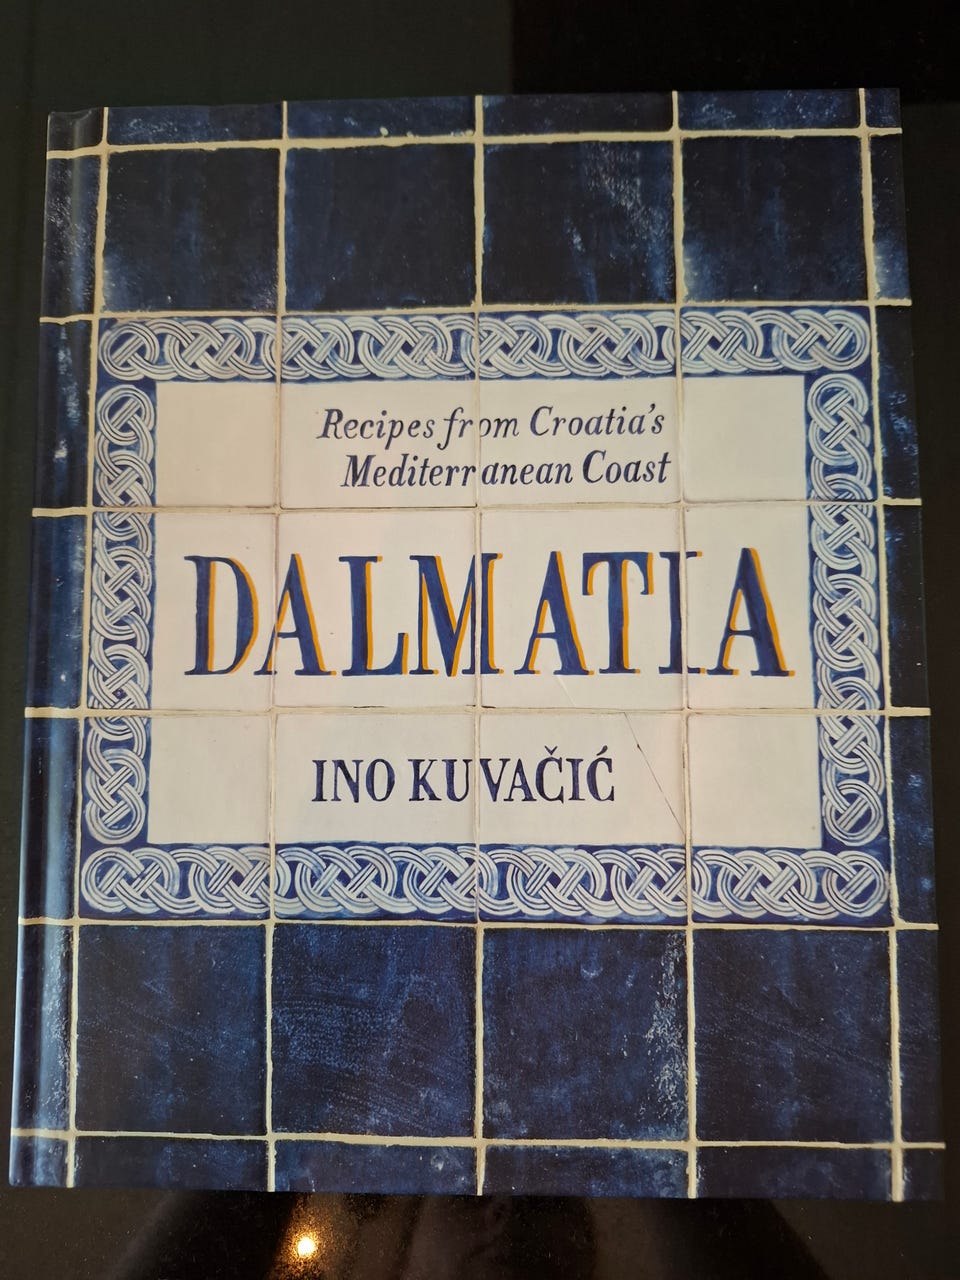 Recipes from Croatia's
Mediterranean Coast
DALMATIA
INO KUVAČIĆ